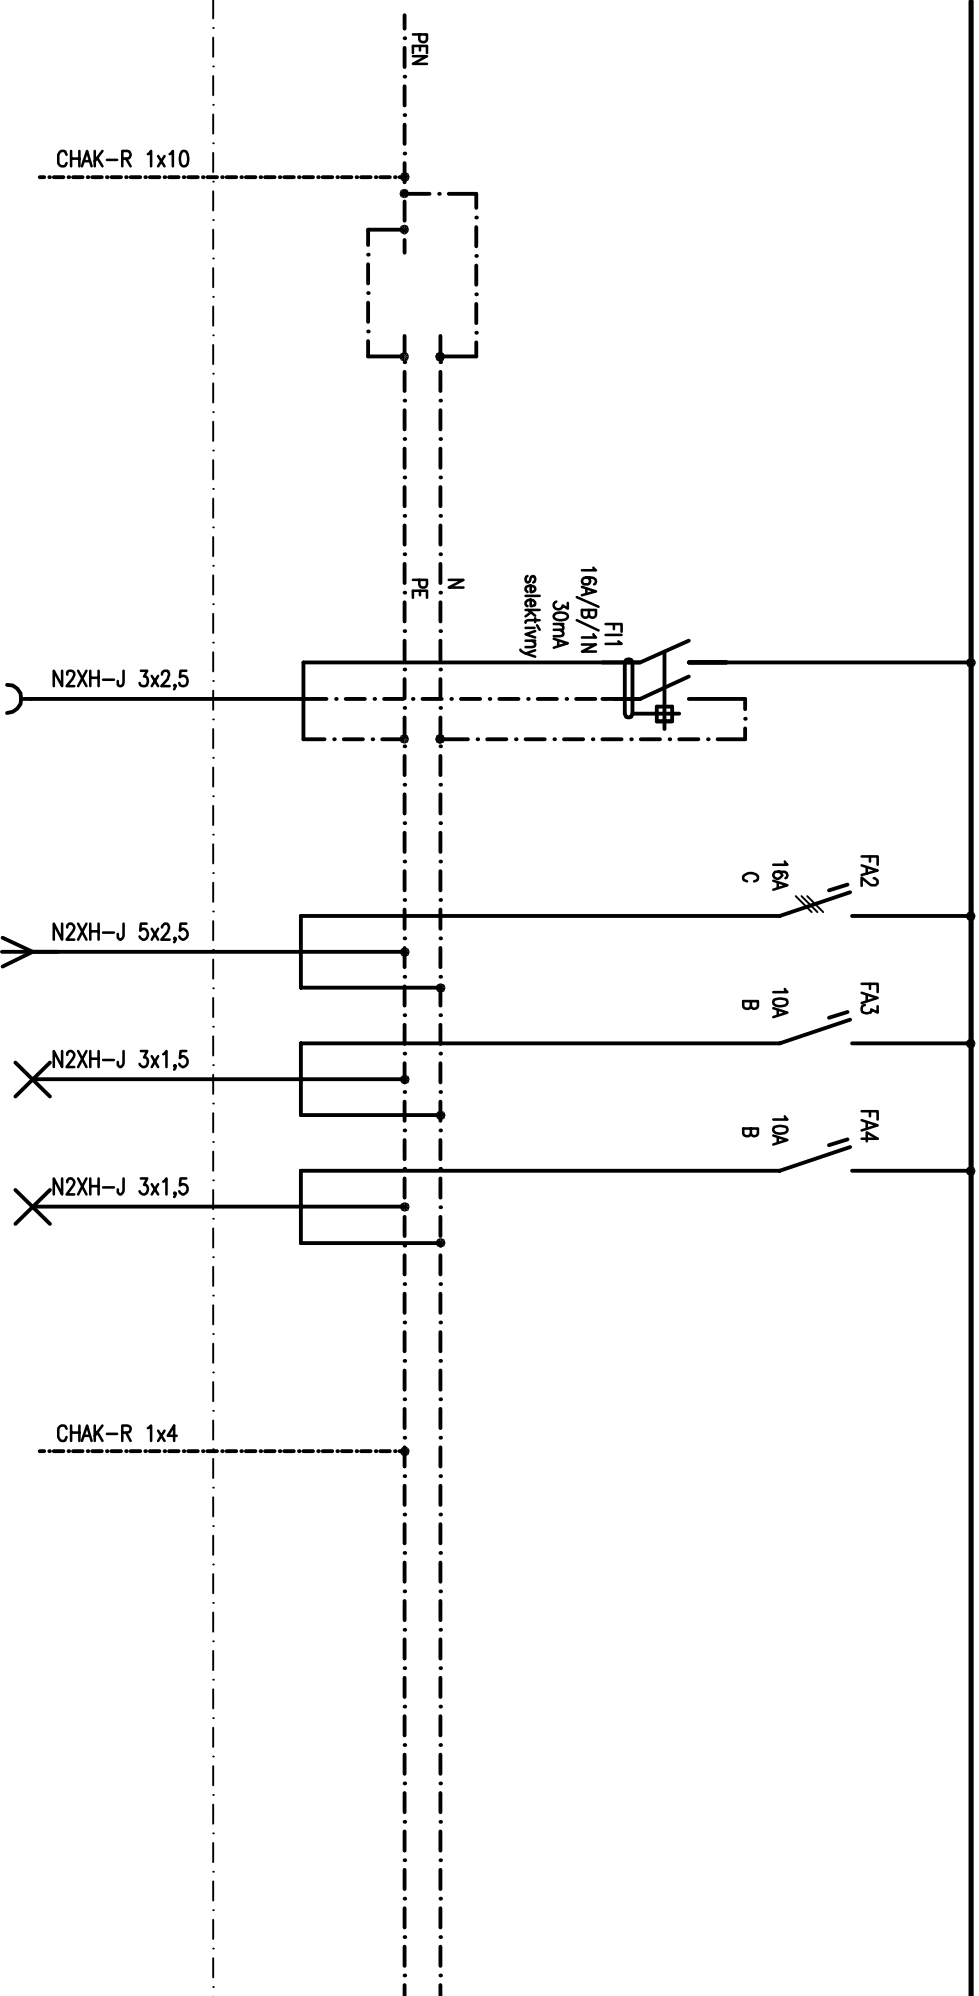 PEN
CHAK-R 1x10
N
PE
FI1
16A/B/1N
30mA
selektívny
N2XH-J 3x2,5
FA2
16A
C
N2XH-J 5x2,5
FA3
10A
B
N2XH-J 3x1,5
FA4
10A
B
N2XH-J 3x1,5
CHAK-R 1x4